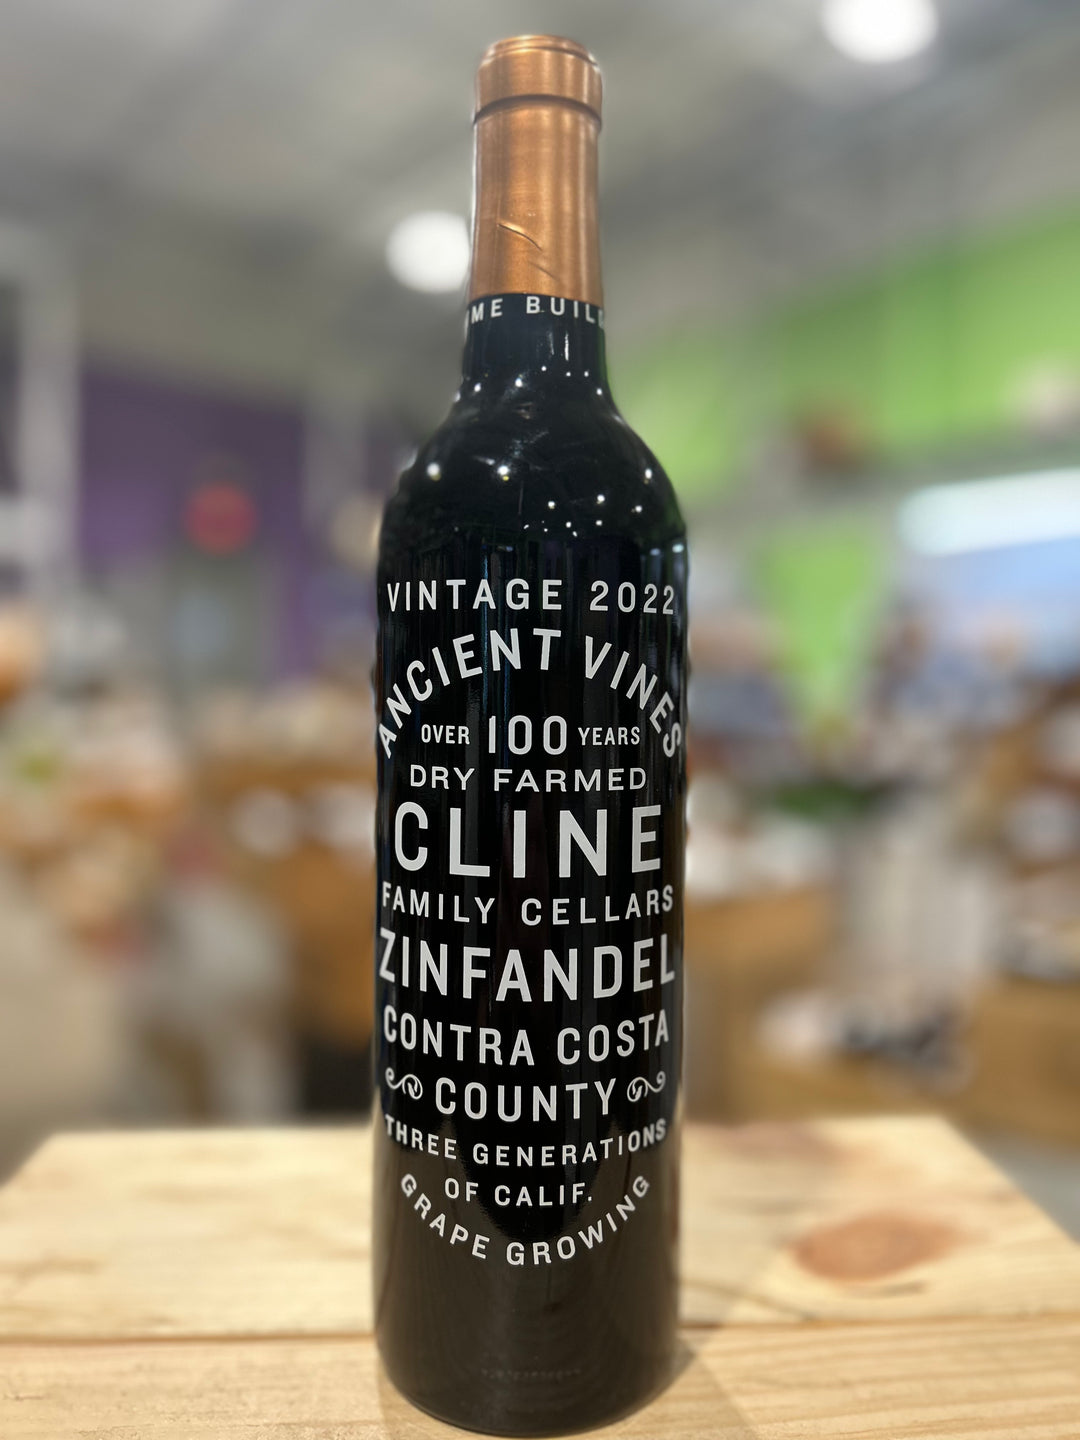 VINTAGE 2022
ANCIENT VINES
OVER 100 YEARS
DRY FARMED
CLINE
FAMILY CELLARS
ZINFANDEL
CONTRA COSTA
COUNTY
THREE GENERATIONS
OF CALIF.
GRAPE GROWING